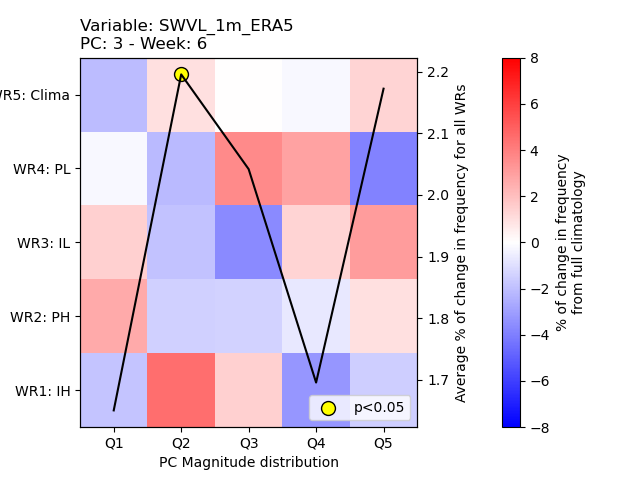 Variable: SWVL_1m_ERA5
PC: 3 - Week: 6
WR5: Clima
WR4: PL
WR3: IL
WR2: PH
WR1: IH
Q1 Q2 Q3 Q4 Q5
PC Magnitude distribution
p<0.05
2.2
2.1
2.0
1.9
1.8
1.7
Average % of change in frequency for all WRs
8
6
4
2
0
−2
−4
−6
−8
% of change in frequency
from full climatology